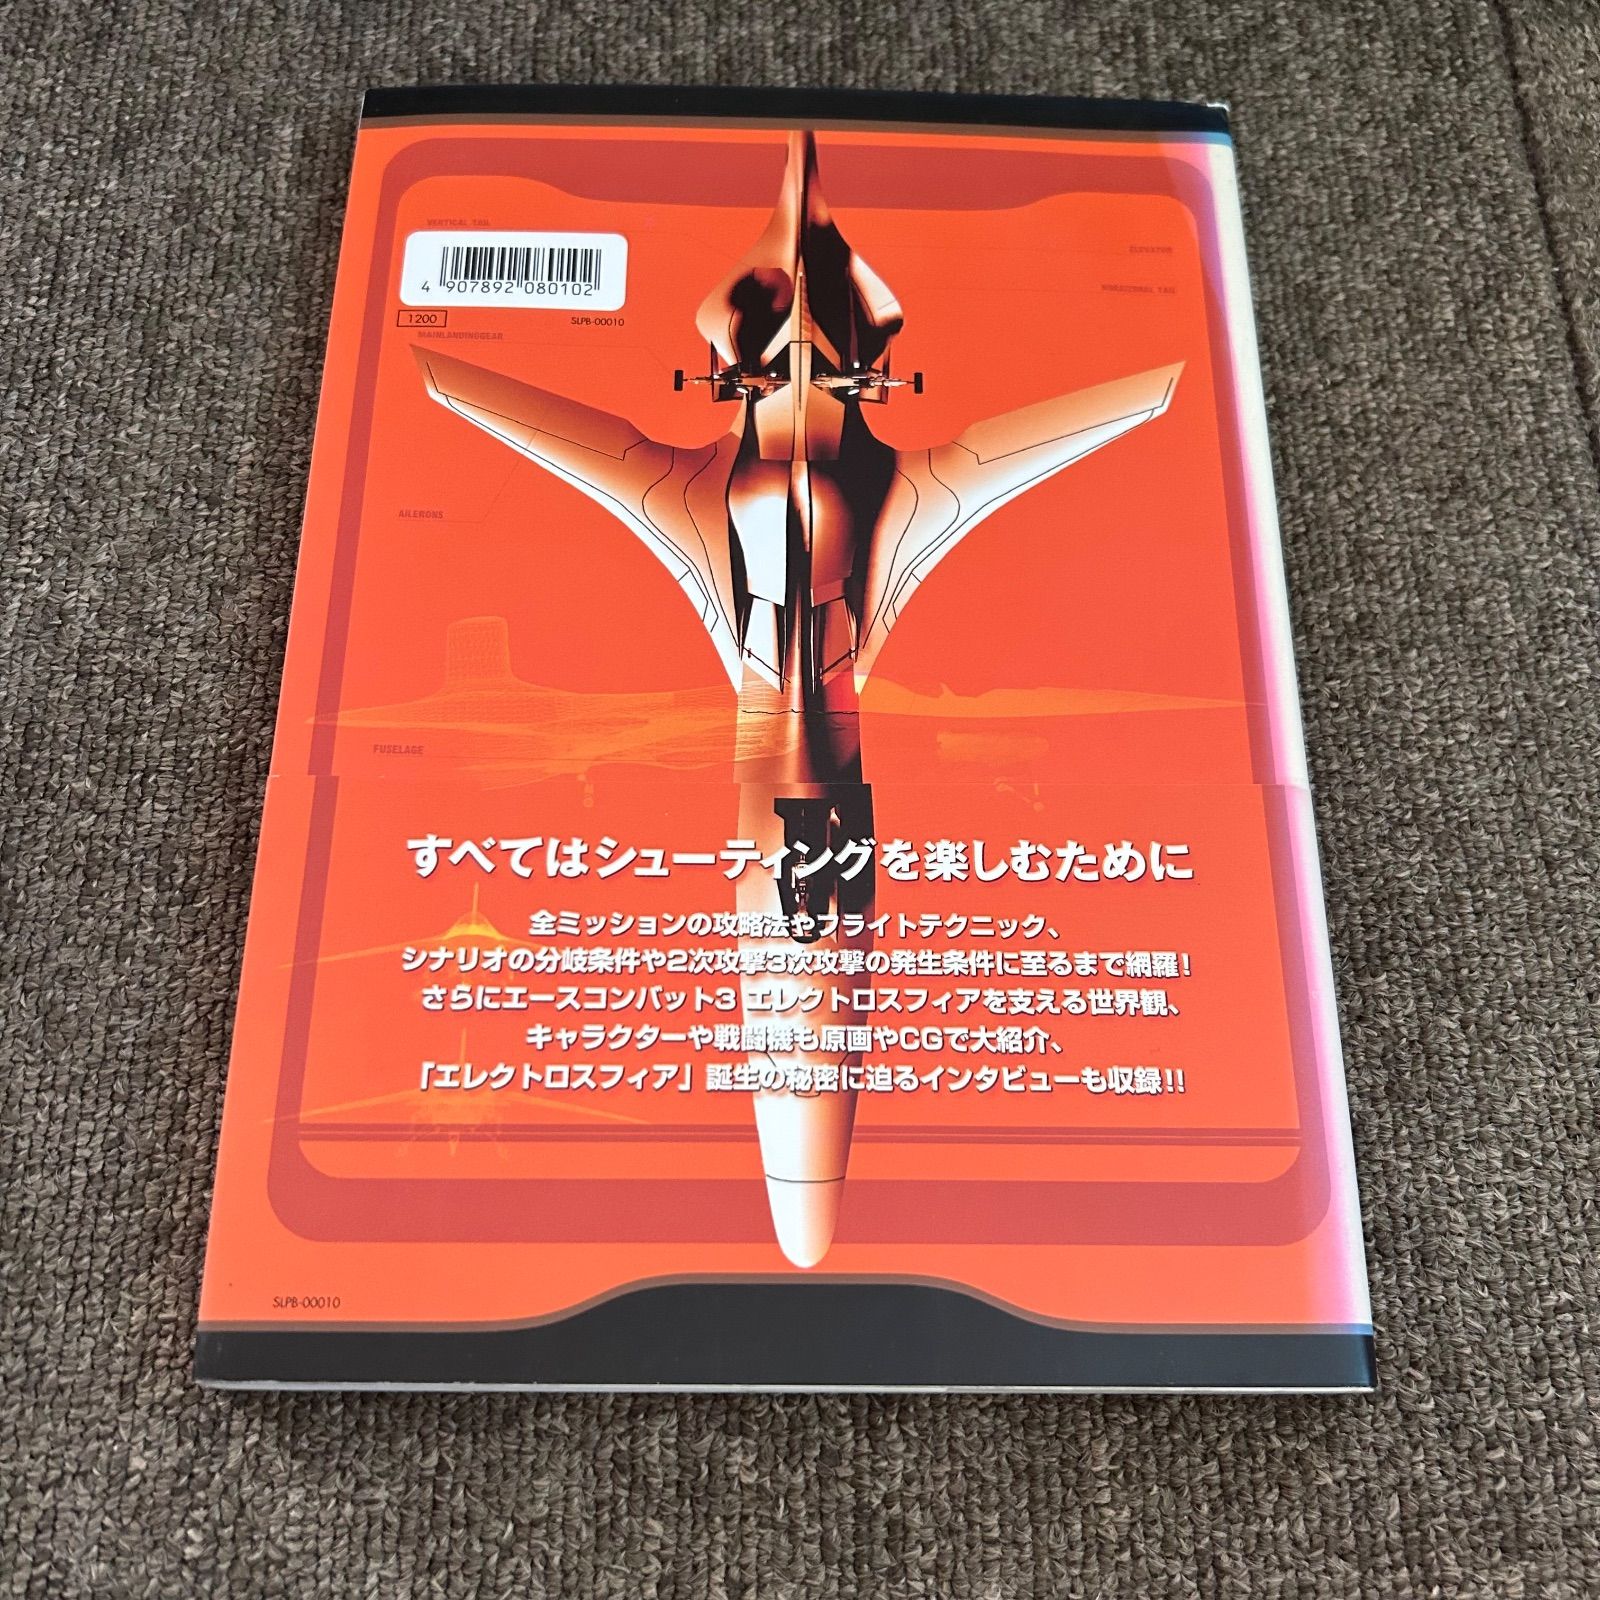 VERTICAL TAIL
ELEVATOR
HORIZONAL TAIL
4 907892 080102
1200
SLPB-00010
MAINLANDINGGEAR
AILERONS
FUSELAGE
すべてはシューティングを楽しむために
全ミッションの攻略法やフライトテクニック、
シナリオの分岐条件や2次攻撃3次攻撃の発生条件に至るまで網羅!
さらにエースコンバット3 エレクトロスフィアを支える世界観、
キャラクターや戦闘機も原画やCGで大紹介、
「エレクトロスフィア」誕生の秘密に迫るインタビューも収録!!
SLPB-00010